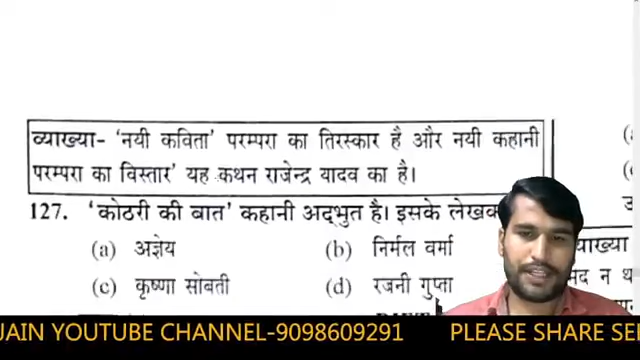 व्याख्या- 'नयी कविता' परम्परा का तिरस्कार है और नयी कहानी
परम्परा का विस्तार' यह कथन राजेन्द्र यादव का है।
127. 'कोठरी की बात' कहानी अद्भुत है। इसके लेखक
(a) अज्ञेय (b) निर्मल वर्मा
(c) कृष्णा सोबती (d) रजनी गुप्ता
व्याख्या
JAIN YOUTUBE CHANNEL-9098609291 PLEASE SHARE